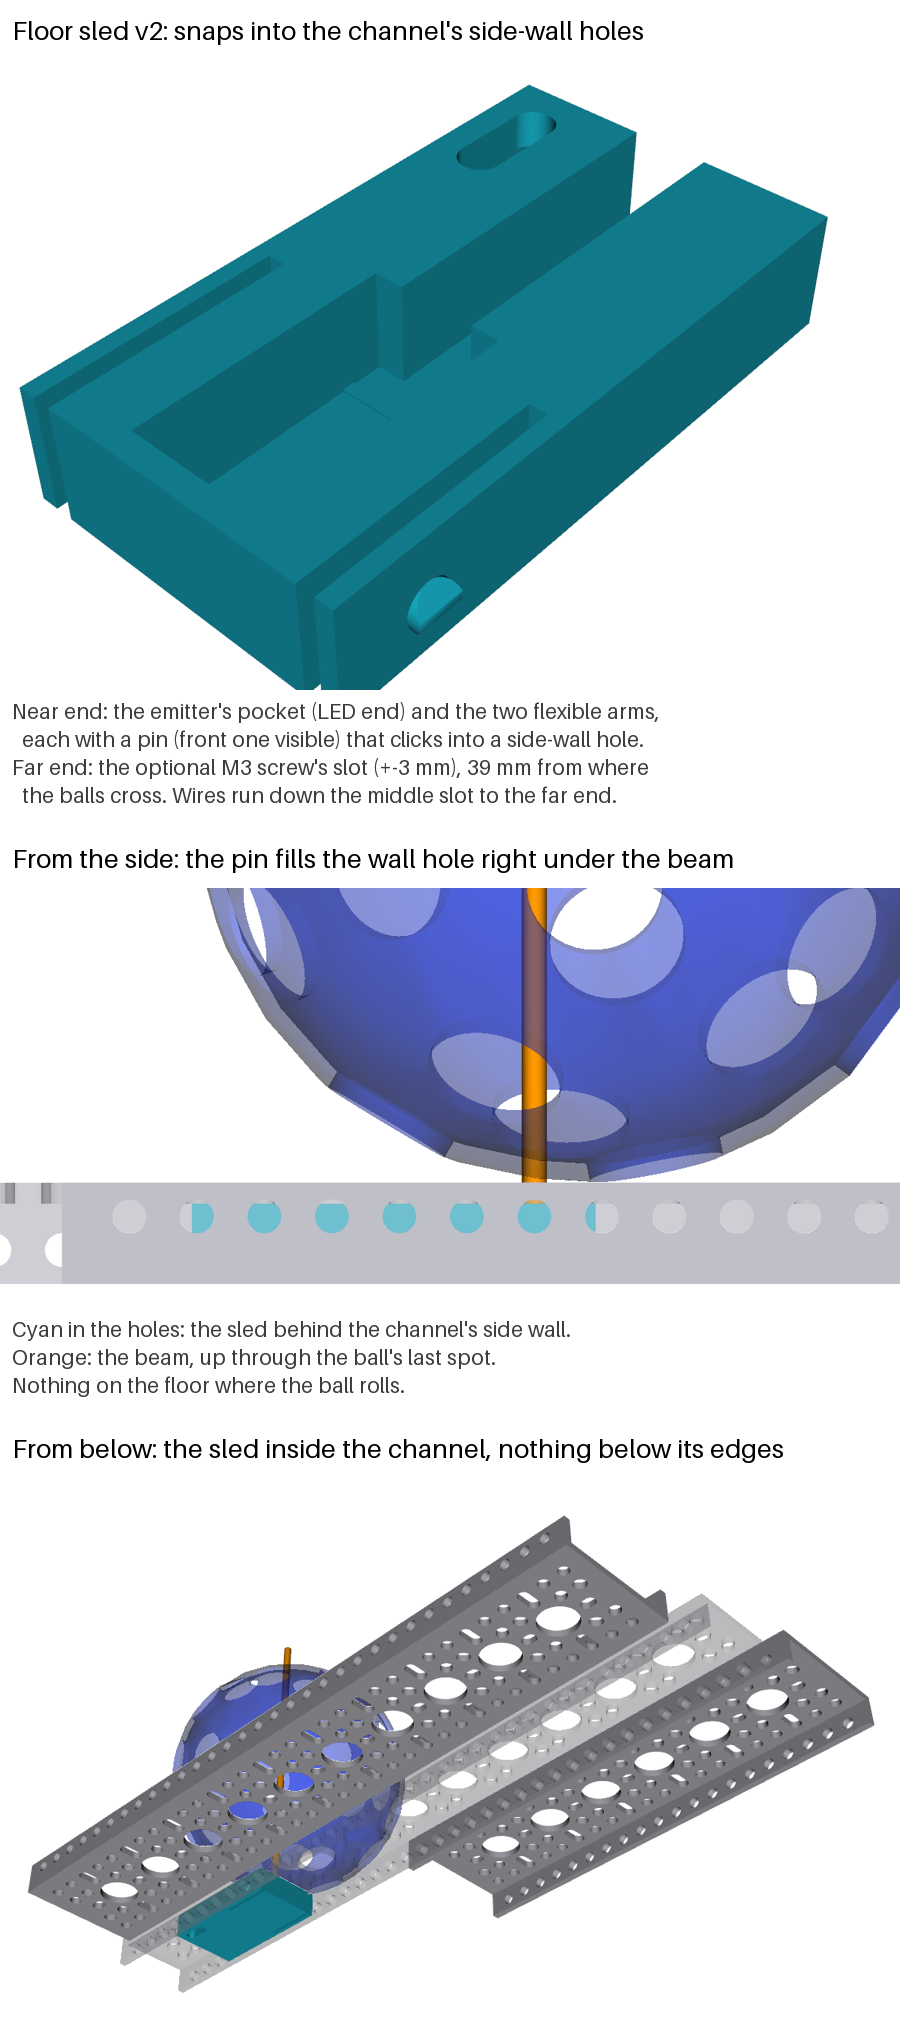 Floor sled v2: snaps into the channel's side-wall holes
Near end: the emitter's pocket (LED end) and the two flexible arms,
each with a pin (front one visible) that clicks into a side-wall hole.
Far end: the optional M3 screw's slot (+-3 mm), 39 mm from where
the balls cross. Wires run down the middle slot to the far end.
From the side: the pin fills the wall hole right under the beam
Cyan in the holes: the sled behind the channel's side wall.
Orange: the beam, up through the ball's last spot.
Nothing on the floor where the ball rolls.
From below: the sled inside the channel, nothing below its edges